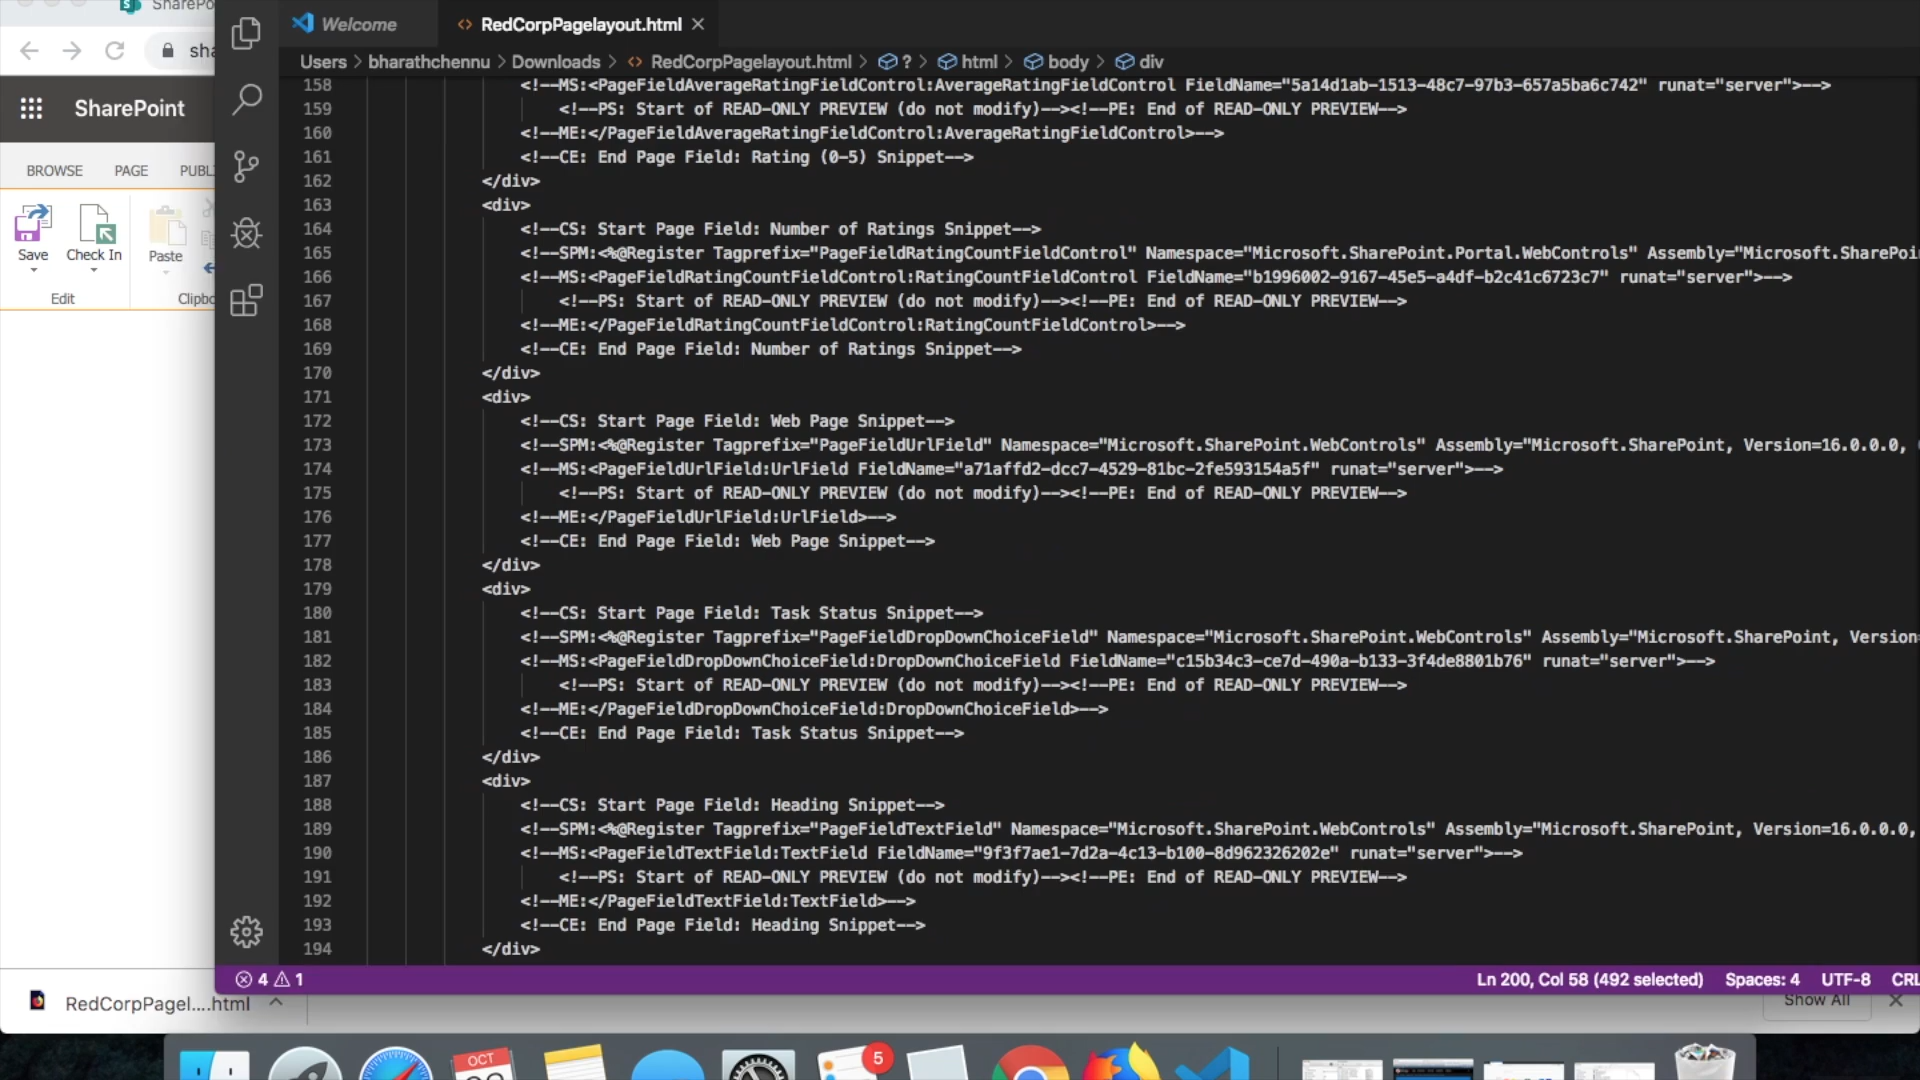 SharePo
Welcome
RedCorpPagelayout.html
sha
Users > bharathchennu > Downloads > RedCorpPagelayout.html > ? > html > body > div
SharePoint
BROWSE PAGE PUBL
Save
Check In
Paste
Edit
Clipbo
158 <!--MS:<PageFieldAverageRatingFieldControl:AverageRatingFieldControl FieldName="5a14d1ab-1513-48c7-97b3-657a5ba6c742" runat="server">-->
159 <!--PS: Start of READ-ONLY PREVIEW (do not modify)--><!--PE: End of READ-ONLY PREVIEW-->
160 <!--ME:</PageFieldAverageRatingFieldControl:AverageRatingFieldControl>-->
161 <!--CE: End Page Field: Rating (0-5) Snippet-->
162 </div>
163 <div>
164 <!--CS: Start Page Field: Number of Ratings Snippet-->
165 <!--SPM:<%@Register Tagprefix="PageFieldRatingCountFieldControl" Namespace="Microsoft.SharePoint.Portal.WebControls" Assembly="Microsoft.SharePoi
166 <!--MS:<PageFieldRatingCountFieldControl:RatingCountFieldControl FieldName="b1996002-9167-45e5-a4df-b2c41c6723c7" runat="server">-->
167 <!--PS: Start of READ-ONLY PREVIEW (do not modify)--><!--PE: End of READ-ONLY PREVIEW-->
168 <!--ME:</PageFieldRatingCountFieldControl:RatingCountFieldControl>-->
169 <!--CE: End Page Field: Number of Ratings Snippet-->
170 </div>
171 <div>
172 <!--CS: Start Page Field: Web Page Snippet-->
173 <!--SPM:<%@Register Tagprefix="PageFieldUrlField" Namespace="Microsoft.SharePoint.WebControls" Assembly="Microsoft.SharePoint, Version=16.0.0.0,
174 <!--MS:<PageFieldUrlField:UrlField FieldName="a71affd2-dcc7-4529-81bc-2fe593154a5f" runat="server">-->
175 <!--PS: Start of READ-ONLY PREVIEW (do not modify)--><!--PE: End of READ-ONLY PREVIEW-->
176 <!--ME:</PageFieldUrlField:UrlField>-->
177 <!--CE: End Page Field: Web Page Snippet-->
178 </div>
179 <div>
180 <!--CS: Start Page Field: Task Status Snippet-->
181 <!--SPM:<%@Register Tagprefix="PageFieldDropDownChoiceField" Namespace="Microsoft.SharePoint.WebControls" Assembly="Microsoft.SharePoint, Version=
182 <!--MS:<PageFieldDropDownChoiceField:DropDownChoiceField FieldName="c15b34c3-ce7d-490a-b133-3f4de8801b76" runat="server">-->
183 <!--PS: Start of READ-ONLY PREVIEW (do not modify)--><!--PE: End of READ-ONLY PREVIEW-->
184 <!--ME:</PageFieldDropDownChoiceField:DropDownChoiceField>-->
185 <!--CE: End Page Field: Task Status Snippet-->
186 </div>
187 <div>
188 <!--CS: Start Page Field: Heading Snippet-->
189 <!--SPM:<%@Register Tagprefix="PageFieldTextField" Namespace="Microsoft.SharePoint.WebControls" Assembly="Microsoft.SharePoint, Version=16.0.0.0,
190 <!--MS:<PageFieldTextField:TextField FieldName="9f3f7ae1-7d2a-4c13-b100-8d962326202e" runat="server">-->
191 <!--PS: Start of READ-ONLY PREVIEW (do not modify)--><!--PE: End of READ-ONLY PREVIEW-->
192 <!--ME:</PageFieldTextField:TextField>-->
193 <!--CE: End Page Field: Heading Snippet-->
194 </div>
4 1
Ln 200, Col 58 (492 selected) Spaces: 4 UTF-8 CRL
RedCorpPagel....html
Show All
OCT
5